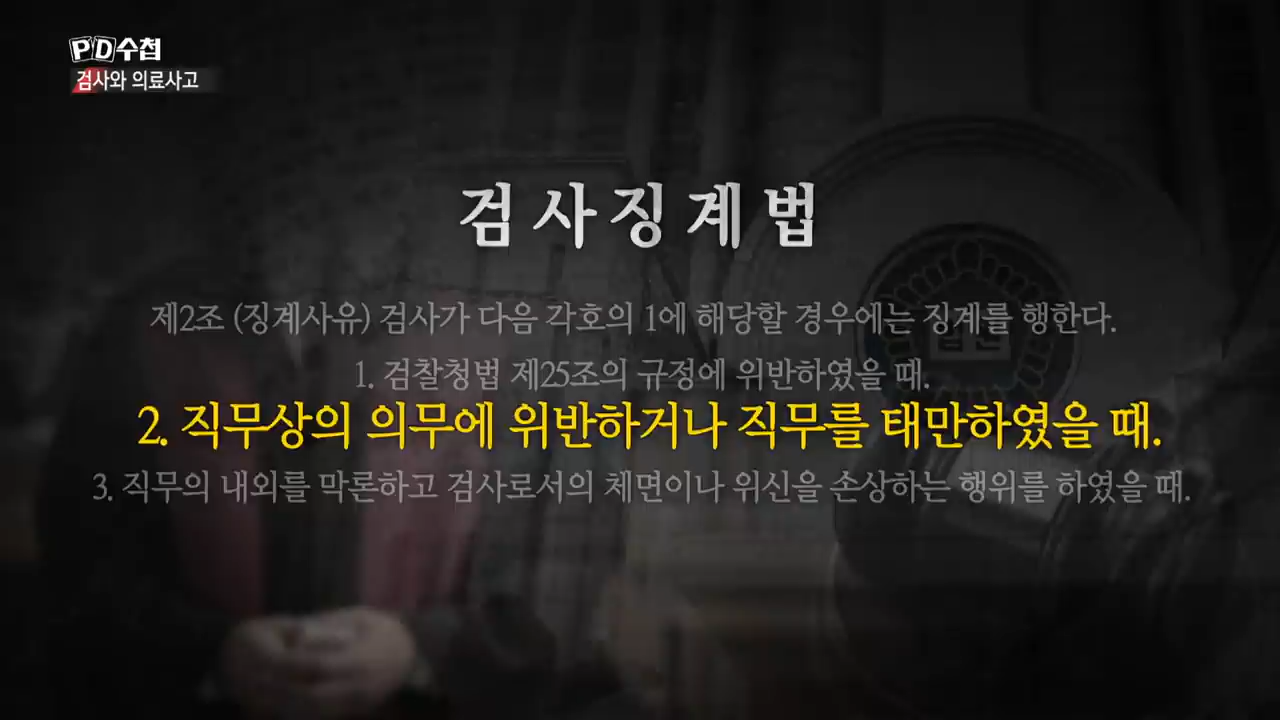 PD수첩
검사와 의료사고
검사징계법
제2조 (징계사유) 검사가 다음 각호의 1에 해당할 경우에는 징계를 행한다.
1. 검찰청법 제25조의 규정에 위반하였을 때.
2. 직무상의 의무에 위반하거나 직무를 태만하였을 때.
3. 직무의 내외를 막론하고 검사로서의 체면이나 위신을 손상하는 행위를 하였을 때.